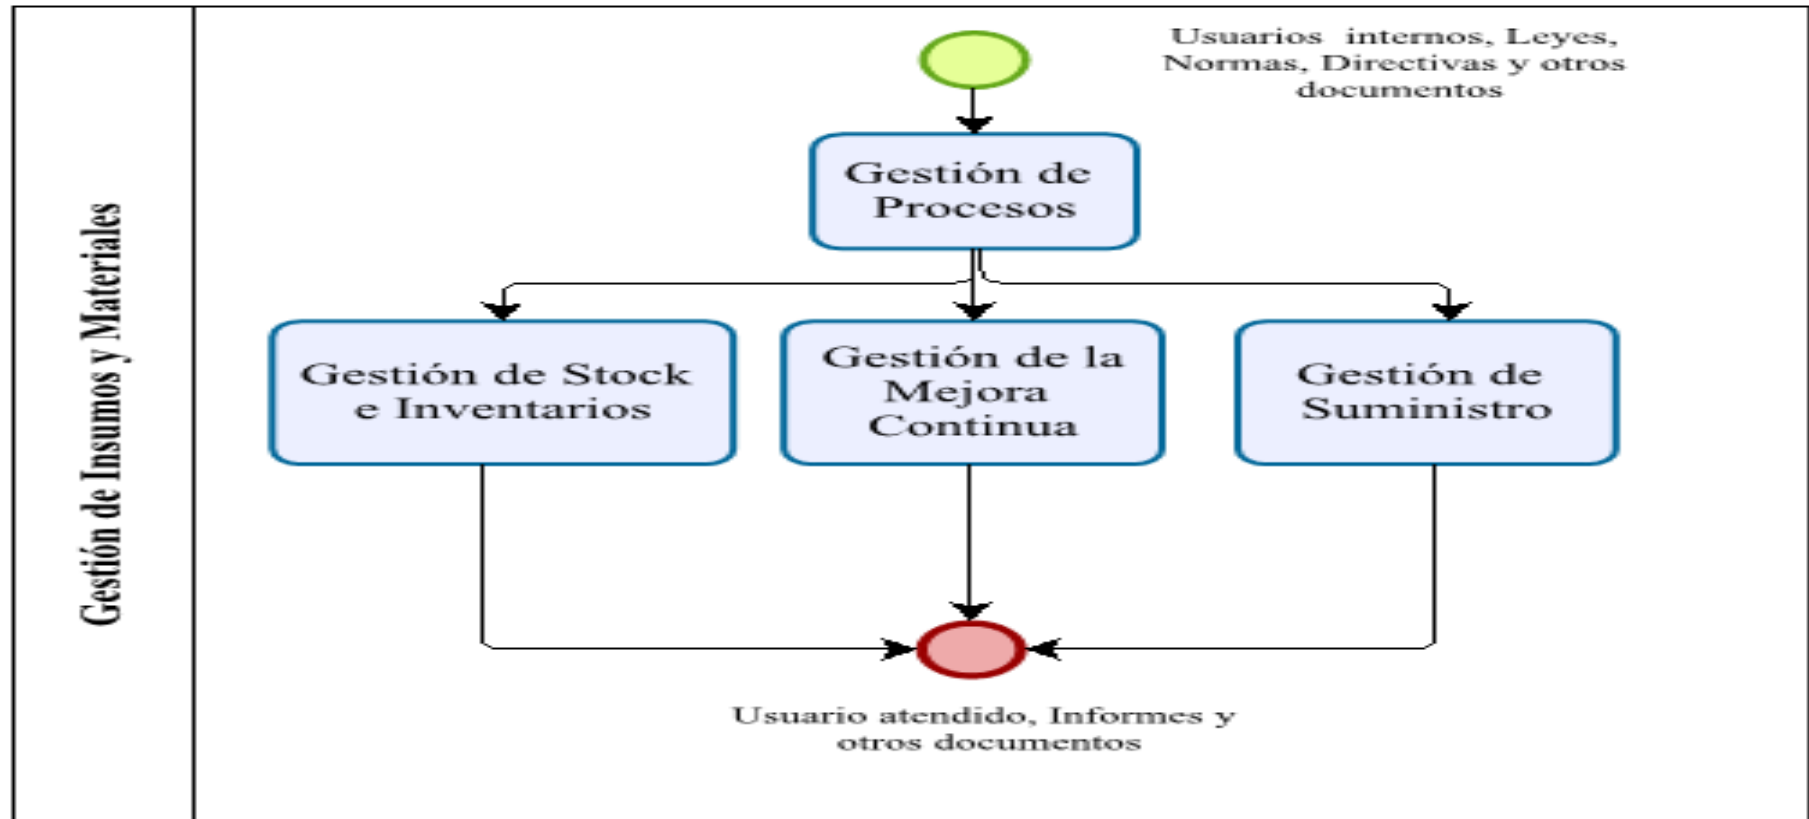 Gestión de Insumos y Materiales
Usuarios internos, Leyes,
Normas, Directivas y otros
documentos
Gestión de
Procesos
Gestión de Stock
e Inventarios
Gestión de la
Mejora
Continua
Gestión de
Suministro
Usuario atendido, Informes y
otros documentos